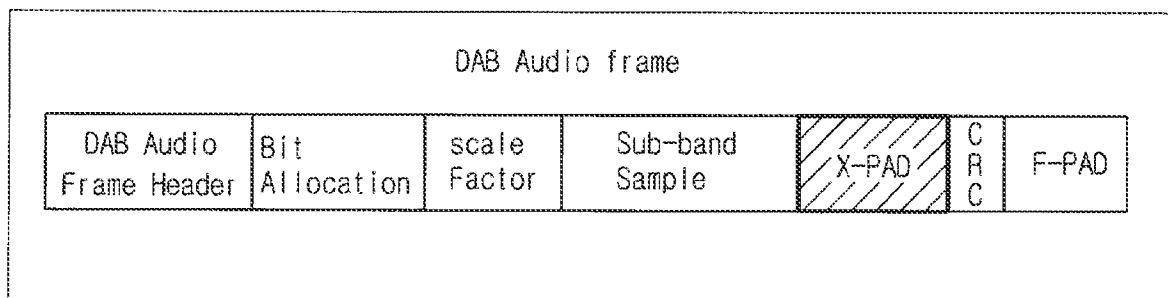 DAB Audio frame
DAB Audio
Frame Header
Bit
Allocation
scale
Factor
Sub-band
Sample
X-PAD
C
R
C
F-PAD